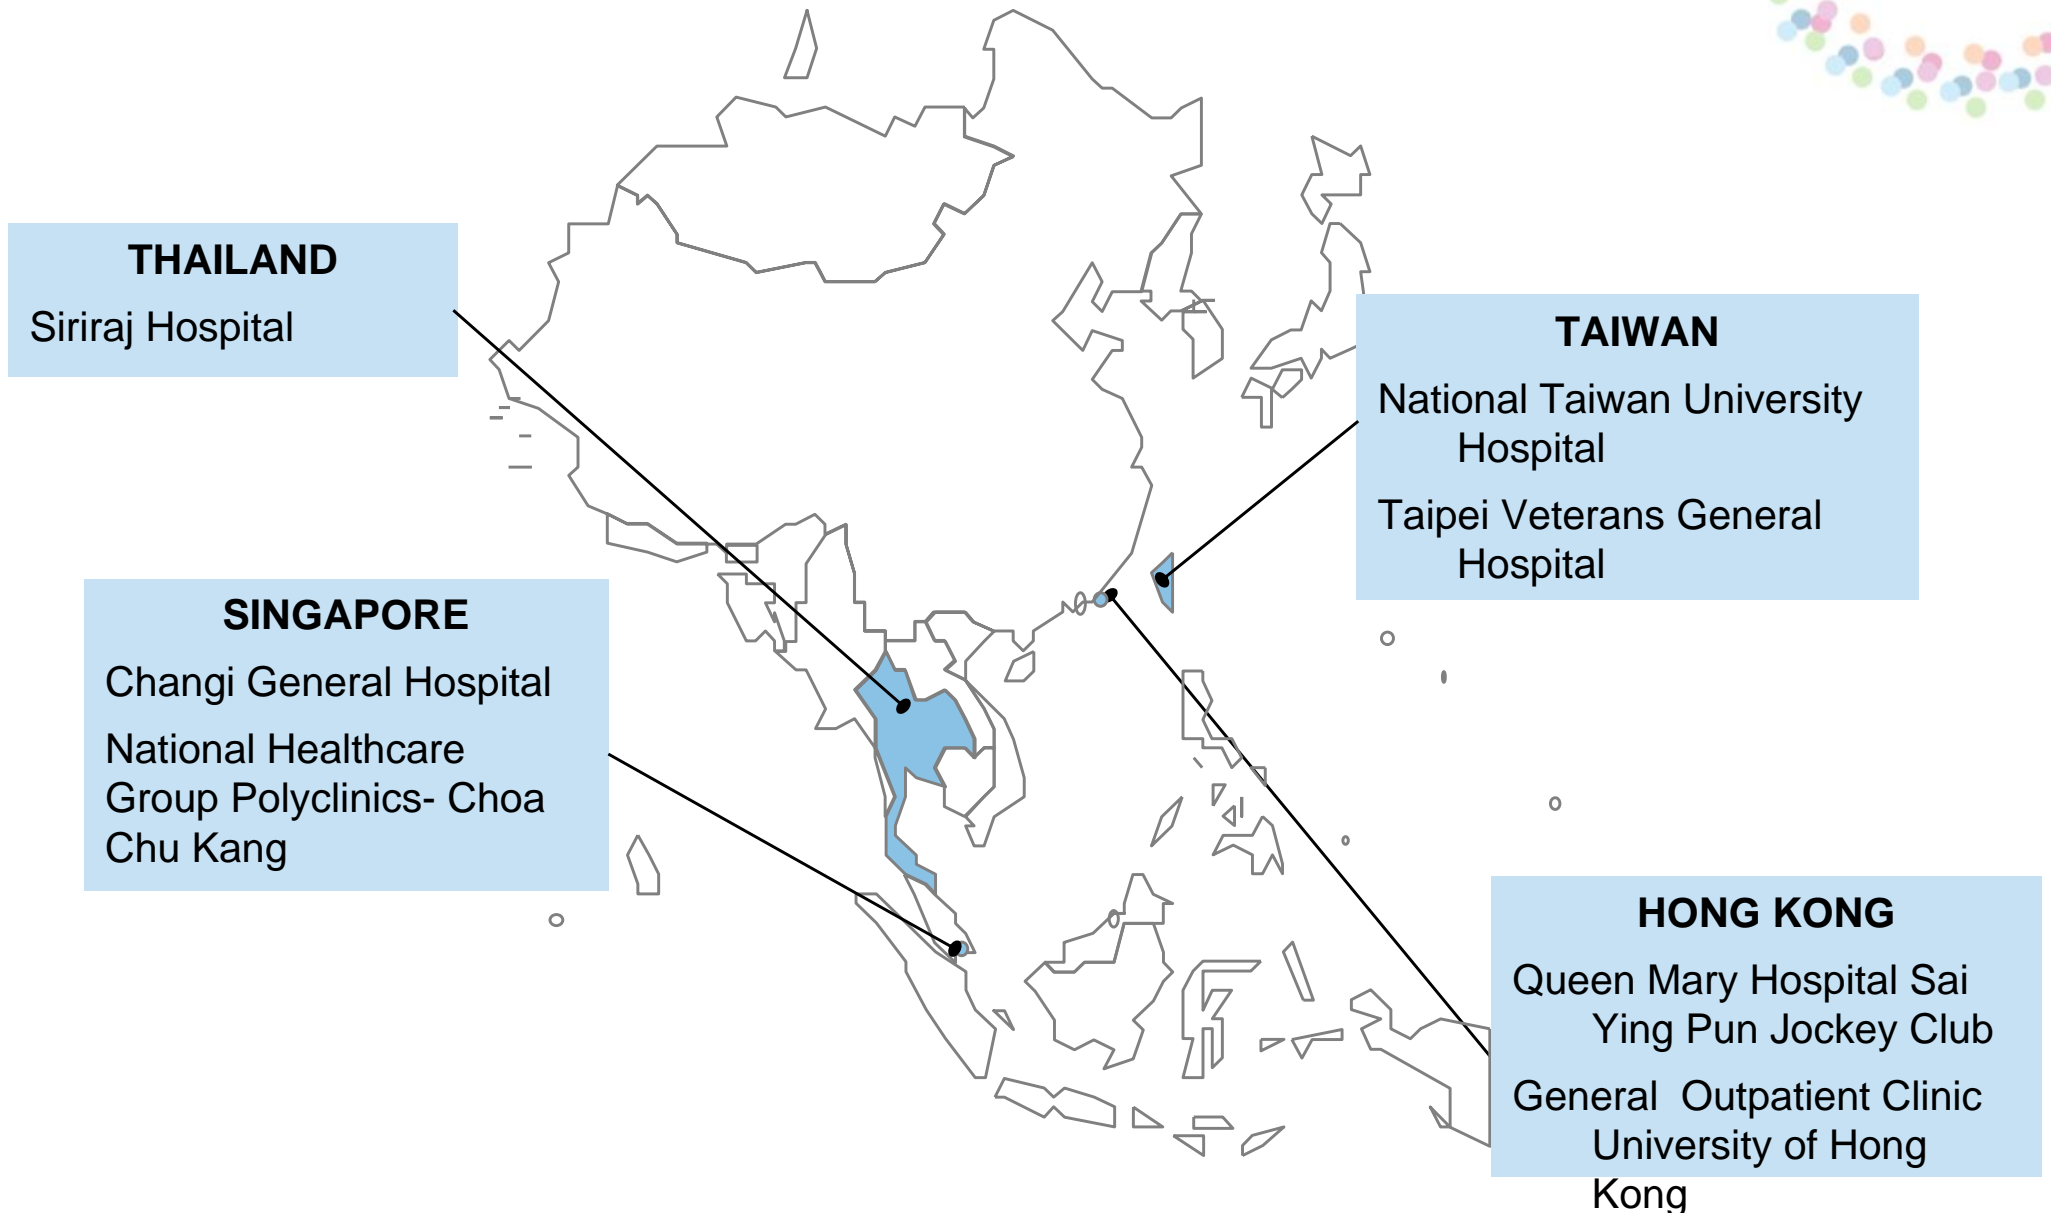 THAILAND
Siriraj Hospital
TAIWAN
National Taiwan University
Hospital
Taipei Veterans General
Hospital
SINGAPORE
Changi General Hospital
National Healthcare
Group Polyclinics- Choa
Chu Kang
HONG KONG
Queen Mary Hospital Sai
Ying Pun Jockey Club
General  Outpatient Clinic
University of Hong
Kong